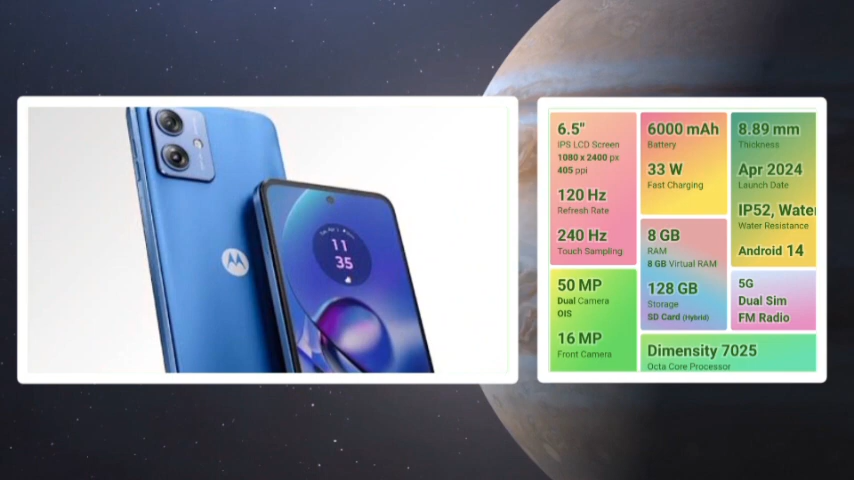 11
35
6.5"
IPS LCD Screen
1080 x 2400 px
405 ppi
120 Hz
Refresh Rate
240 Hz
Touch Sampling
50 MP
Dual Camera
OIS
16 MP
Front Camera
6000 mAh
Battery
33 W
Fast Charging
8 GB
RAM
8 GB Virtual RAM
128 GB
Storage
SD Card (Hybrid)
8.89 mm
Thickness
Apr 2024
Launch Date
IP52, Water
Water Resistance
Android 14
5G
Dual Sim
FM Radio
Dimensity 7025
Octa Core Processor